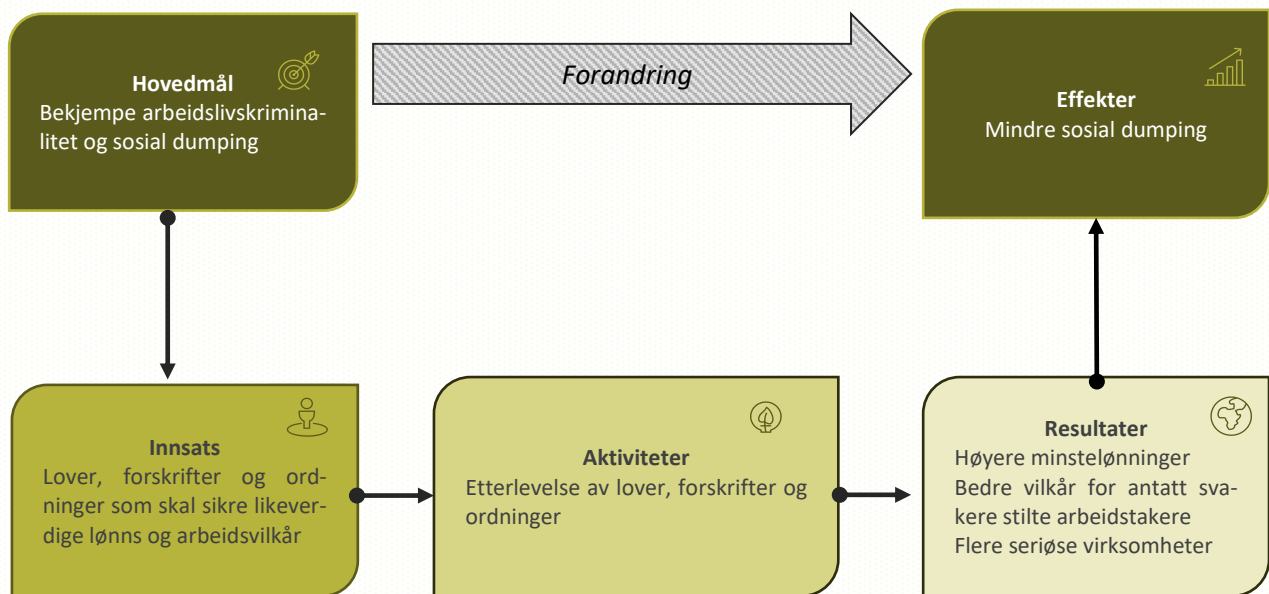 Hovedmål
Bekjempe arbeidslivskrimina-
litet og sosial dumping
Forandring
Effekter
Mindre sosial dumping
Innsats
Lover, forskrifter og ord-
ninger som skal sikre likever-
dige lønns og arbeidsvilkår
Aktiviteter
Etterlevelse av lover, forskrifter og
ordninger
Resultater
Høyere minstelønninger
Bedre vilkår for antatt sva-
kere stilte arbeidstakere
Flere seriøse virksomheter